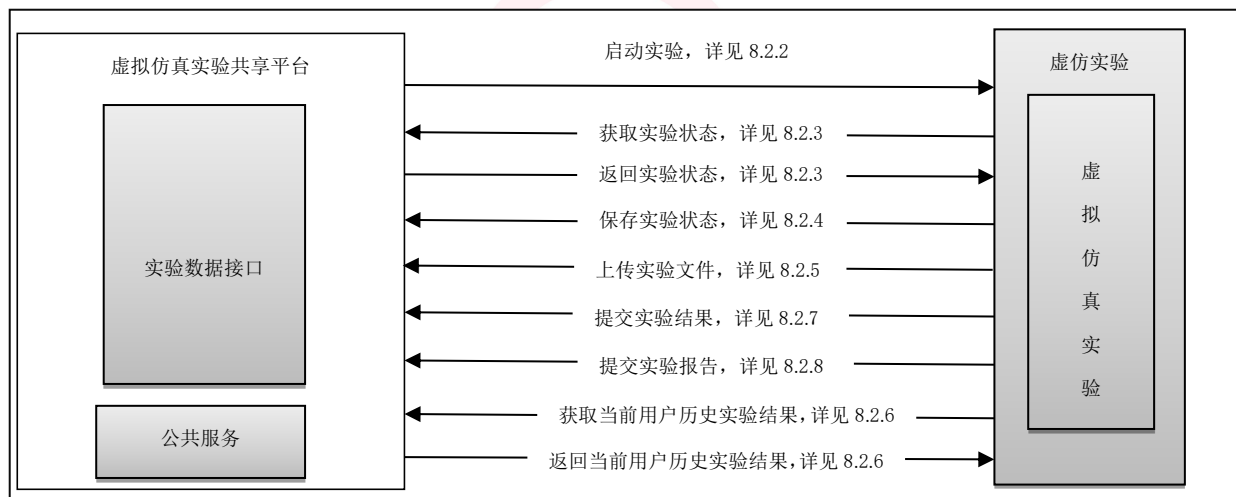 虚拟仿真实验共享平台
实验数据接口
公共服务
启动实验，详见 8.2.2
获取实验状态，详见 8.2.3
返回实验状态，详见 8.2.3
保存实验状态，详见 8.2.4
上传实验文件，详见 8.2.5
提交实验结果，详见 8.2.7
提交实验报告，详见 8.2.8
获取当前用户历史实验结果,详见 8.2.6
返回当前用户历史实验结果,详见 8.2.6
虚仿实验
虚拟仿真实验